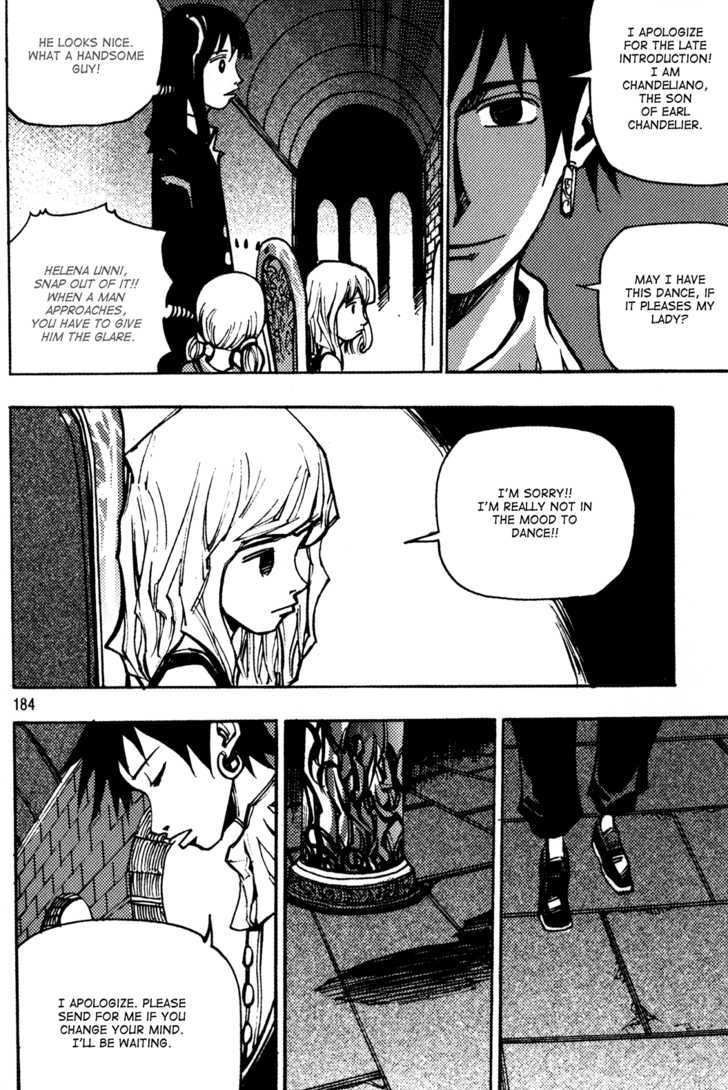 HE LOOKS NICE.
WHAT A HANDSOME
GUY!
HELENA UNNI,
SNAP OUT OF IT!!
WHEN A MAN
APPROACHES,
YOU HAVE TO GIVE
HIM THE GLARE.
I APOLOGIZE
FOR THE LATE
INTRODUCTION!
I AM
CHANDELIANO,
THE SON
OF EARL
CHANDELIER.
MAY I HAVE
THIS DANCE, IF
IT PLEASES MY
LADY?
I'M SORRY!!
I'M REALLY NOT IN
THE MOOD TO
DANCE!!
184
I APOLOGIZE. PLEASE
SEND FOR ME IF YOU
CHANGE YOUR MIND.
I'LL BE WAITING.